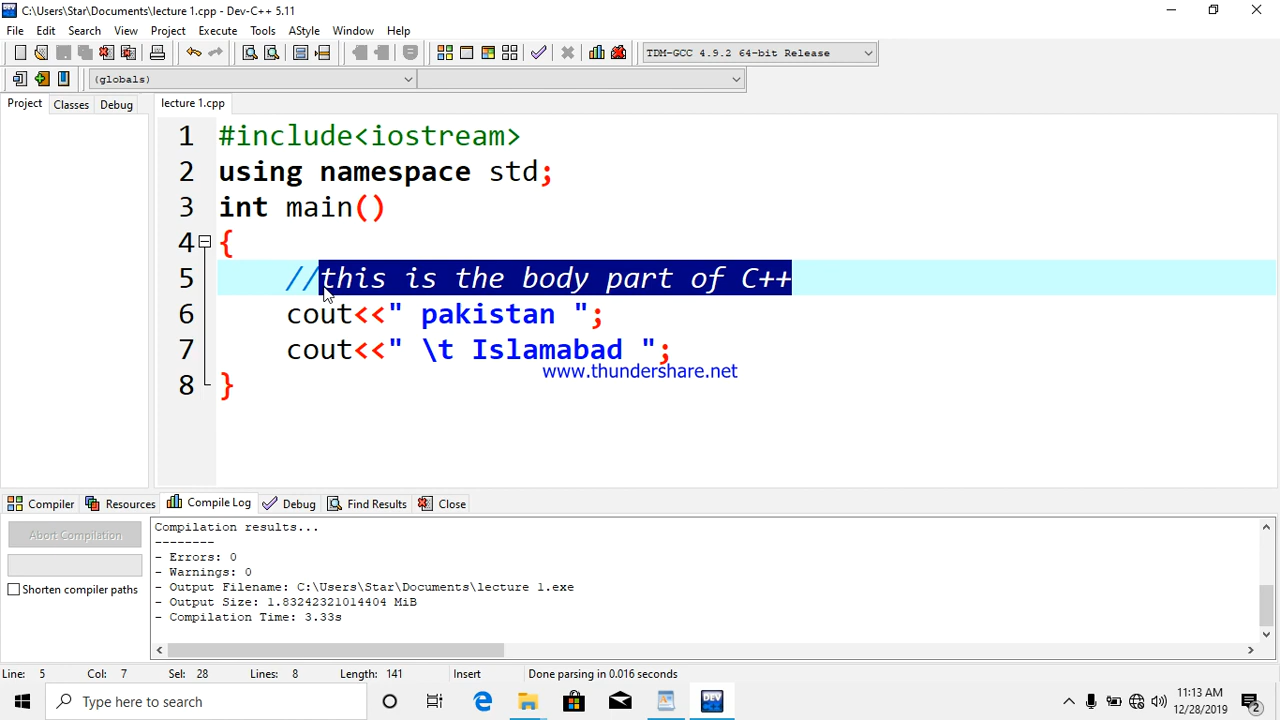 C:\Users\Star\Documents\lecture 1.cpp - Dev-C++ 5.11
File Edit Search View Project Execute Tools AStyle Window Help
TDM-GCC 4.9.2 64-bit Release
(globals)
Project Classes Debug lecture 1.cpp
1 #include<iostream>
2 using namespace std;
3 int main()
4 {
5 //this is the body part of C++
6 cout<<" pakistan ";
7 cout<<" \t Islamabad ";
www.thundershare.net
8 }
Compiler Resources Compile Log Debug Find Results Close
Abort Compilation
Shorten compiler paths
Compilation results...
--------
- Errors: 0
- Warnings: 0
- Output Filename: C:\Users\Star\Documents\lecture 1.exe
- Output Size: 1.83242321014404 MiB
- Compilation Time: 3.33s
Line: 5 Col: 7 Sel: 28 Lines: 8 Length: 141 Insert Done parsing in 0.016 seconds
Type here to search
DEV
11:13 AM
12/28/2019
2